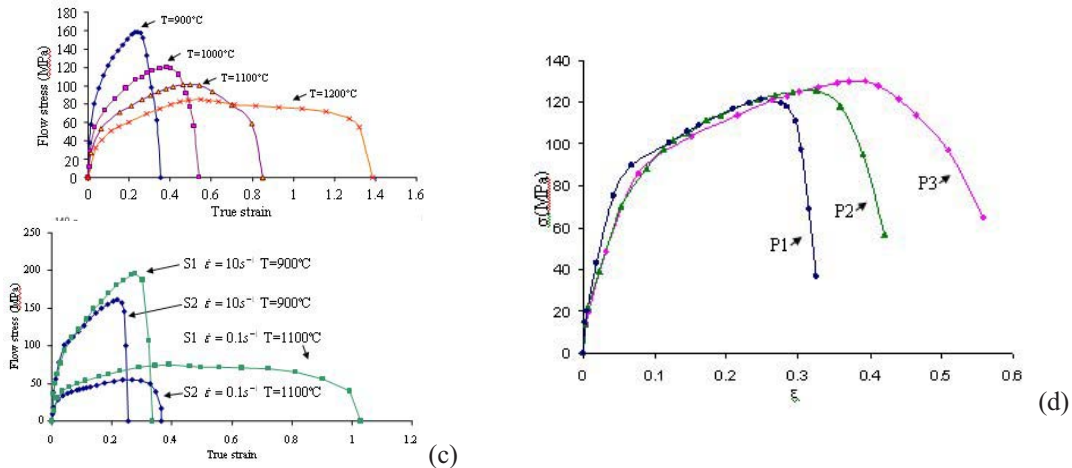 180
160
140
120
100
80
60
40
20
0
Flow stress (MPa)
T=900°C
T=1000°C
T=1100°C
T=1200°C
0 0.2 0.4 0.6 0.8 1 1.2 1.4 1.6
True strain
250
200
150
100
50
0
Flow stress (MPa)
S1 ε̇=10s⁻¹ T=900°C
S2 ε̇=10s⁻¹ T=900°C
S1 ε̇=0.1s⁻¹ T=1100°C
S2 ε̇=0.1s⁻¹ T=1100°C
0 0.2 0.4 0.6 0.8 1 1.2
True strain
(c)
140
120
100
80
60
40
20
0
σ(MPa)
P1
P2
P3
0 0.1 0.2 0.3 0.4 0.5 0.6
ξ
(d)